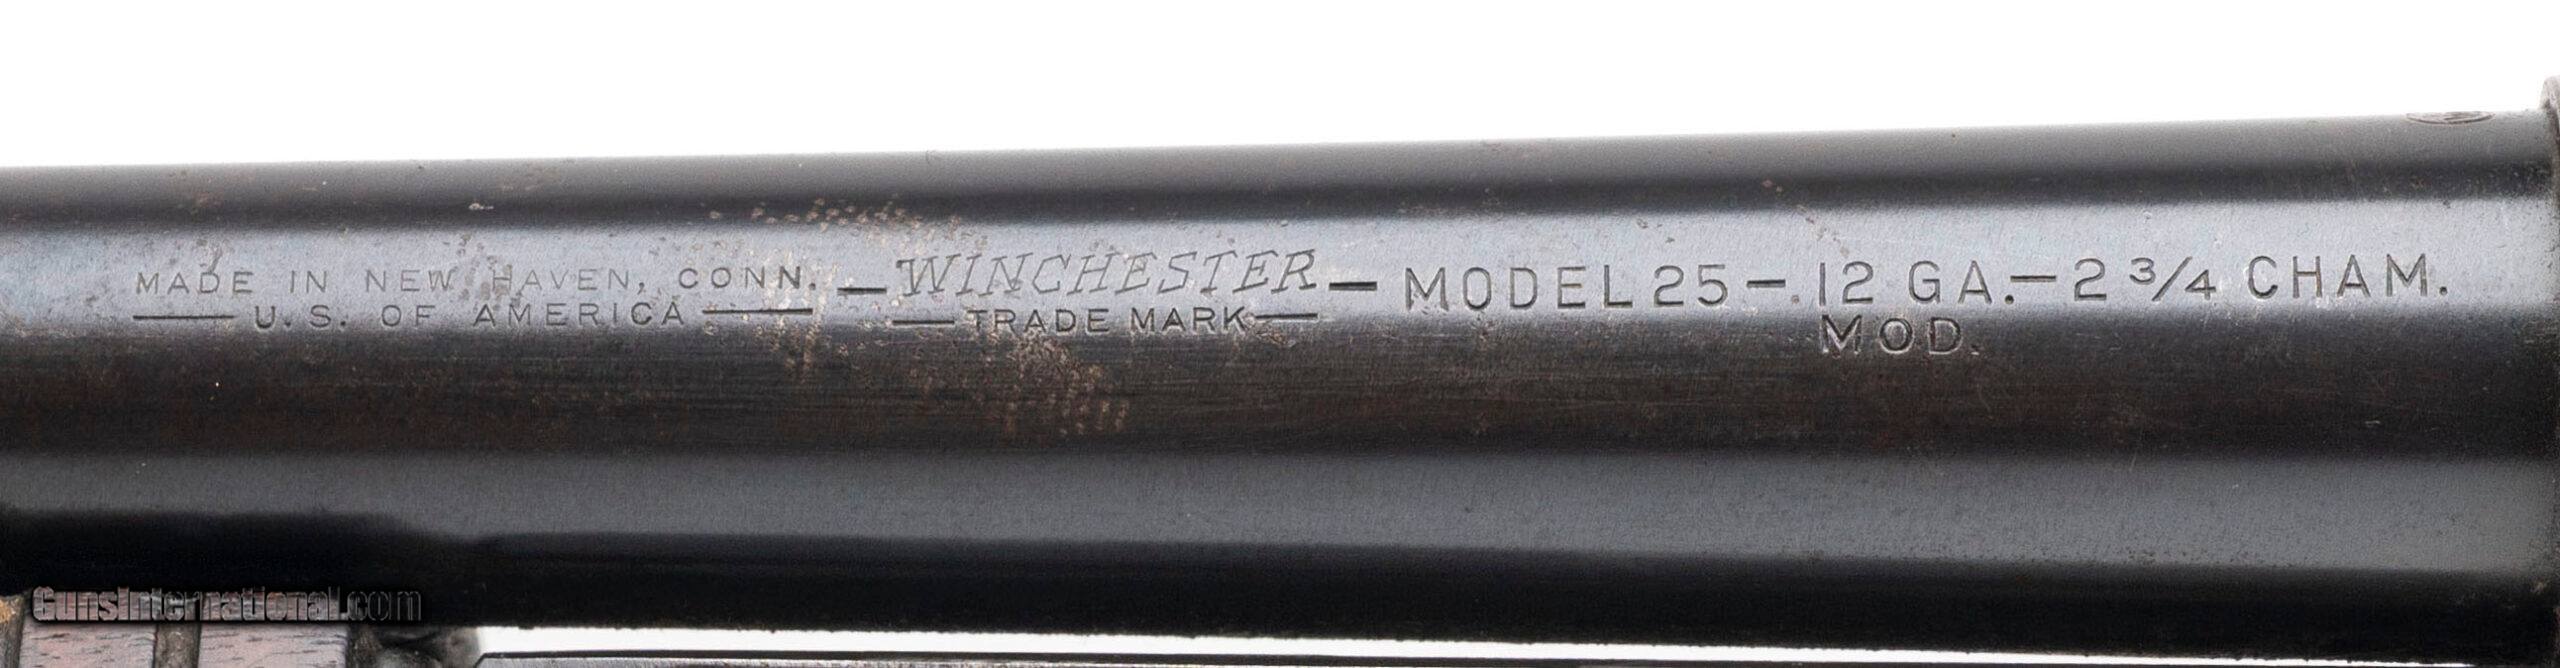 MADE IN NEW HAVEN, CONN. — WINCHESTER — MODEL 25 — 12 GA. — 2 3/4 CHAM.
— U.S. OF AMERICA — — TRADE MARK — MOD.
GunsInternational.com